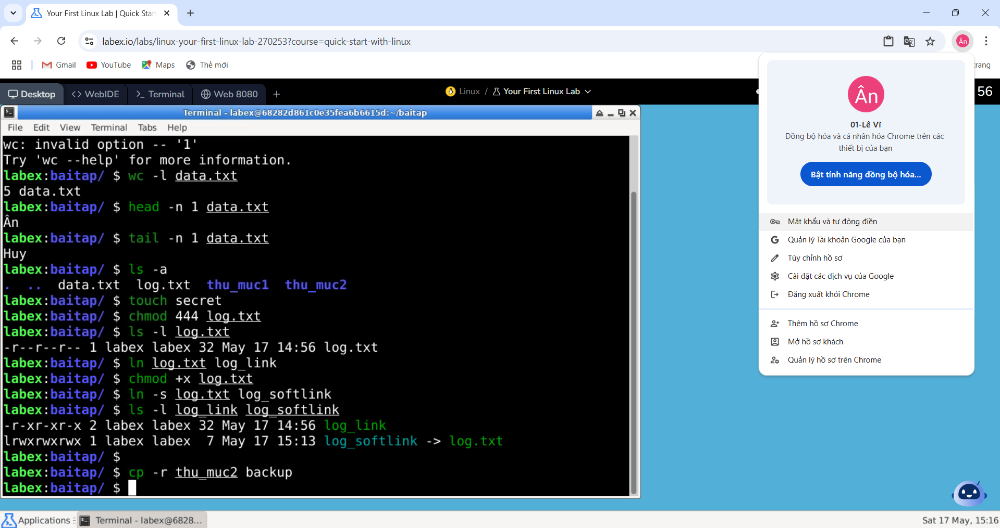 Your First Linux Lab | Quick Star
labex.io/labs/linux-your-first-linux-lab-270253?course=quick-start-with-linux
Ân
Gmail
YouTube
Maps
Thẻ mới
trang
Desktop
<> WebIDE
>_ Terminal
Web 8080
Linux / Your First Linux Lab
56
Terminal - labex@68282d861c0e35fea6b6615d:~/baitap
File Edit View Terminal Tabs Help
wc: invalid option -- '1'
Try 'wc --help' for more information.
labex:baitap/ $ wc -l data.txt
5 data.txt
labex:baitap/ $ head -n 1 data.txt
Ân
labex:baitap/ $ tail -n 1 data.txt
Huy
labex:baitap/ $ ls -a
. .. data.txt log.txt thu_muc1 thu_muc2
labex:baitap/ $ touch secret
labex:baitap/ $ chmod 444 log.txt
labex:baitap/ $ ls -l log.txt
-r--r--r-- 1 labex labex 32 May 17 14:56 log.txt
labex:baitap/ $ ln log.txt log_link
labex:baitap/ $ chmod +x log.txt
labex:baitap/ $ ln -s log.txt log_softlink
labex:baitap/ $ ls -l log_link log_softlink
-r-xr-xr-x 2 labex labex 32 May 17 14:56 log_link
lrwxrwxrwx 1 labex labex 7 May 17 15:13 log_softlink -> log.txt
labex:baitap/ $
labex:baitap/ $ cp -r thu_muc2 backup
labex:baitap/ $
Ân
01-Lê Vĩ
Đồng bộ hóa và cá nhân hóa Chrome trên các
thiết bị của bạn
Bật tính năng đồng bộ hóa...
Mật khẩu và tự động điền
Quản lý Tài khoản Google của bạn
Tùy chỉnh hồ sơ
Cài đặt các dịch vụ của Google
Đăng xuất khỏi Chrome
Thêm hồ sơ Chrome
Mở hồ sơ khách
Quản lý hồ sơ trên Chrome
Applications
Terminal - labex@6828...
Sat 17 May, 15:16